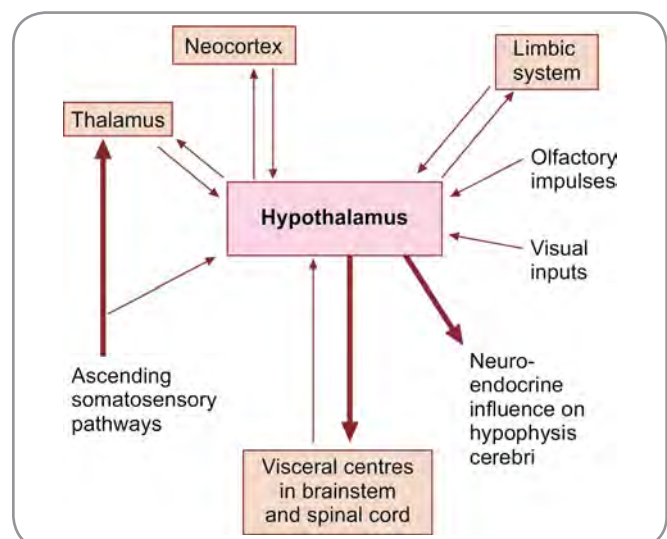 Neocortex
Limbic
system
Thalamus
Olfactory
impulses
Hypothalamus
Visual
inputs
Ascending
somatosensory
pathways
Neuro-
endocrine
influence on
hypophysis
cerebri
Visceral centres
in brainstem
and spinal cord